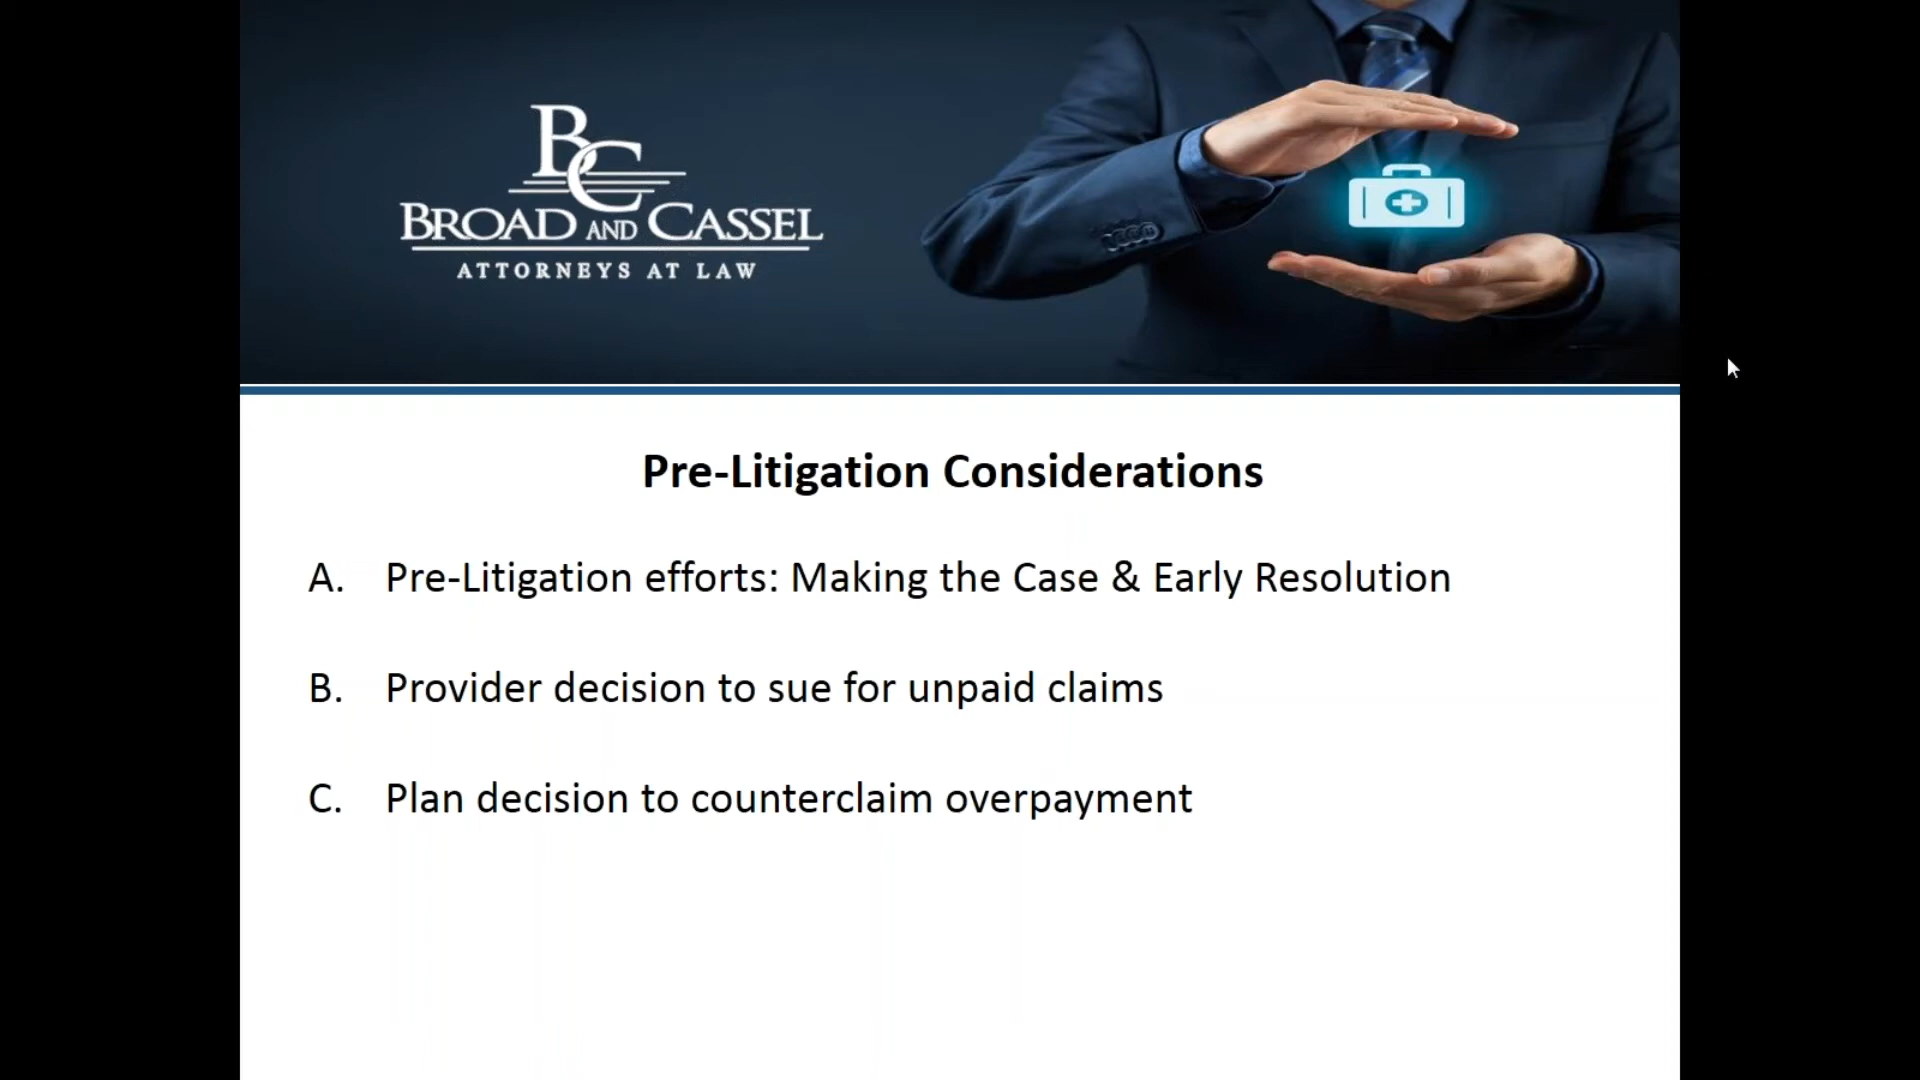 BC
BROAD AND CASSEL
ATTORNEYS AT LAW
Pre-Litigation Considerations
A. Pre-Litigation efforts: Making the Case & Early Resolution
B. Provider decision to sue for unpaid claims
C. Plan decision to counterclaim overpayment